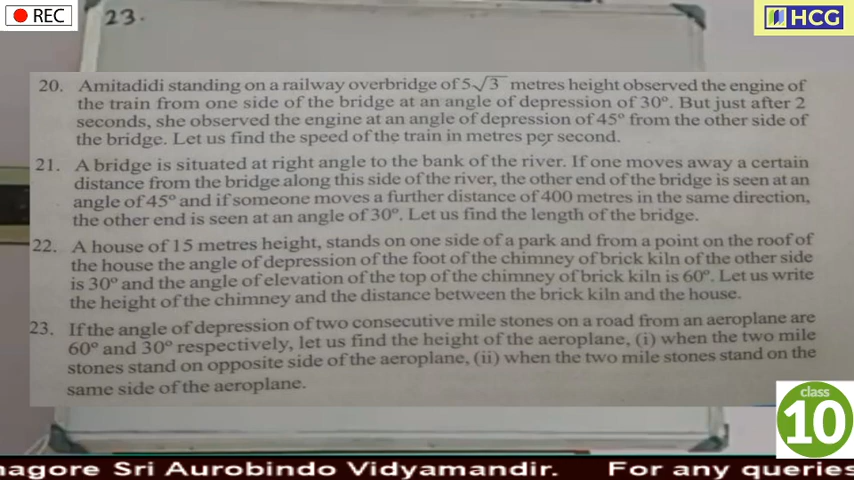 REC
23.
HCG
20. Amitadidi standing on a railway overbridge of 5√3 metres height observed the engine of
the train from one side of the bridge at an angle of depression of 30º. But just after 2
seconds, she observed the engine at an angle of depression of 45º from the other side of
the bridge. Let us find the speed of the train in metres per second.
21. A bridge is situated at right angle to the bank of the river. If one moves away a certain
distance from the bridge along this side of the river, the other end of the bridge is seen at an
angle of 45º and if someone moves a further distance of 400 metres in the same direction,
the other end is seen at an angle of 30º. Let us find the length of the bridge.
22. A house of 15 metres height, stands on one side of a park and from a point on the roof of
the house the angle of depression of the foot of the chimney of brick kiln of the other side
is 30º and the angle of elevation of the top of the chimney of brick kiln is 60º. Let us write
the height of the chimney and the distance between the brick kiln and the house.
23. If the angle of depression of two consecutive mile stones on a road from an aeroplane are
60º and 30º respectively, let us find the height of the aeroplane, (i) when the two mile
stones stand on opposite side of the aeroplane, (ii) when the two mile stones stand on the
same side of the aeroplane.
class
10
nagore Sri Aurobindo Vidyamandir. For any queries